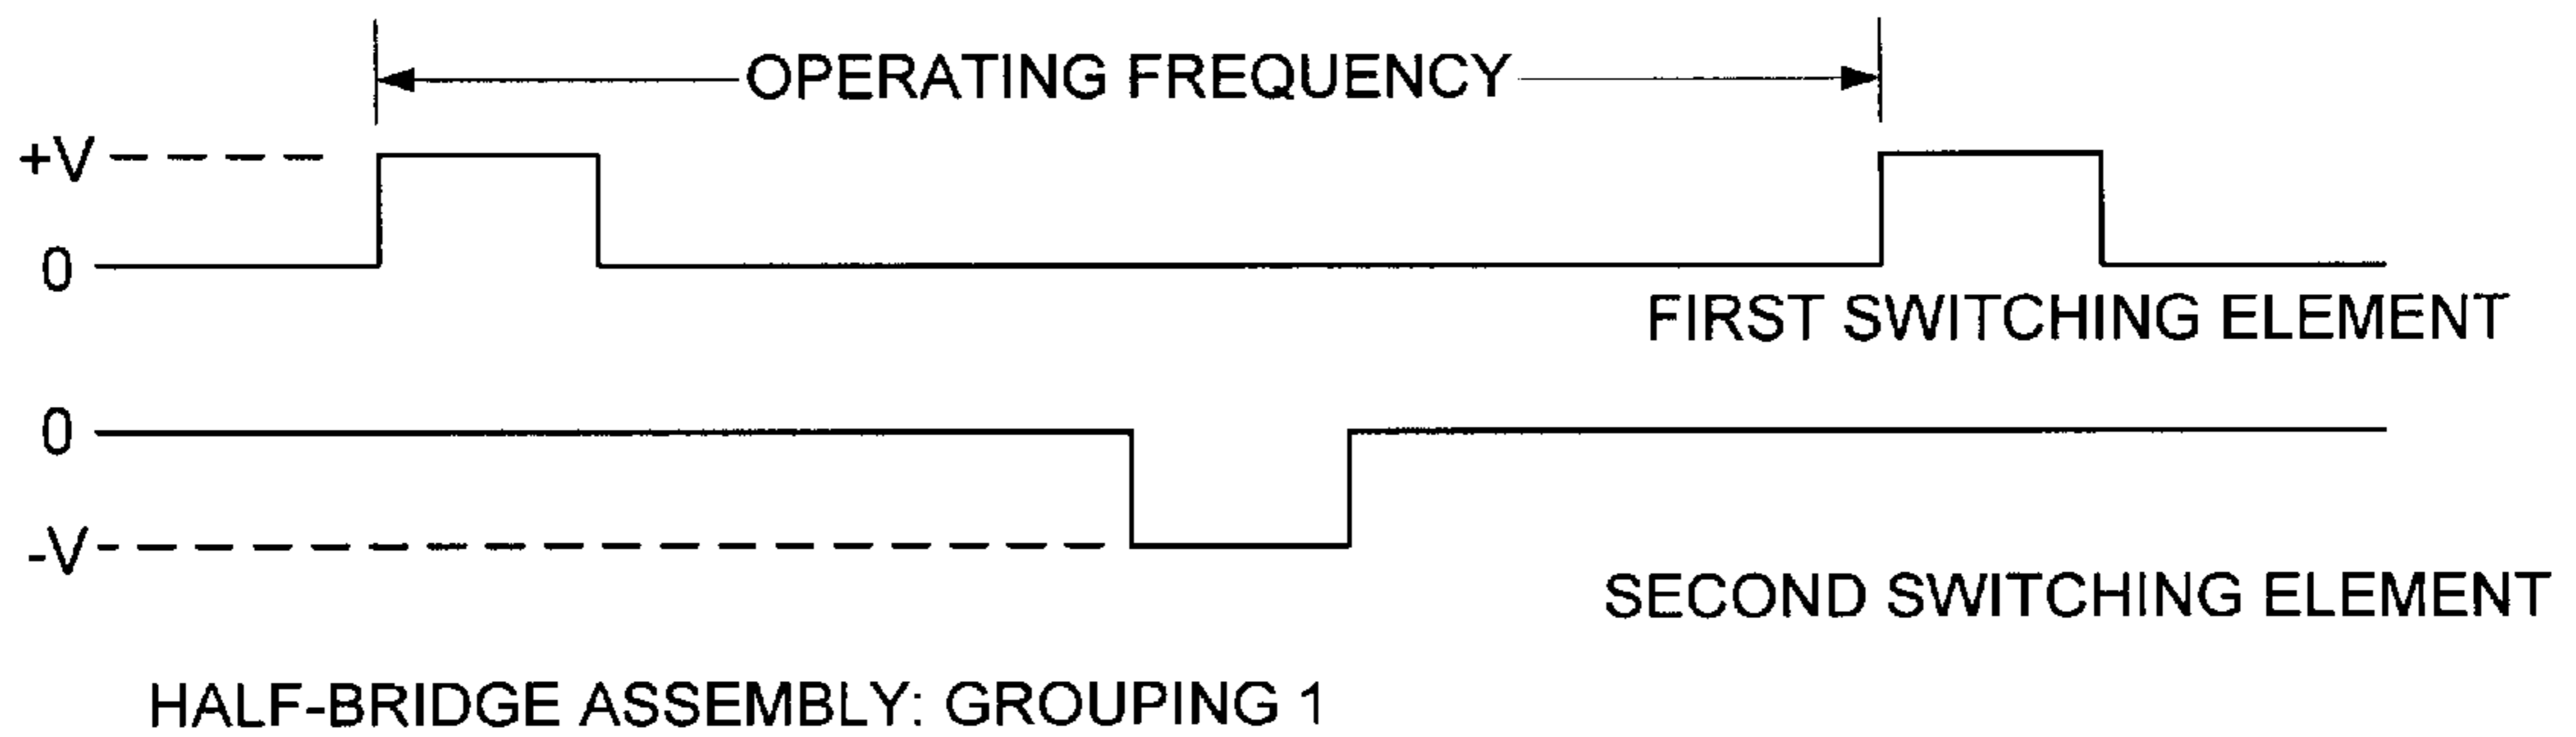 OPERATING FREQUENCY
+V
0
FIRST SWITCHING ELEMENT
0
-V
SECOND SWITCHING ELEMENT
HALF-BRIDGE ASSEMBLY: GROUPING 1